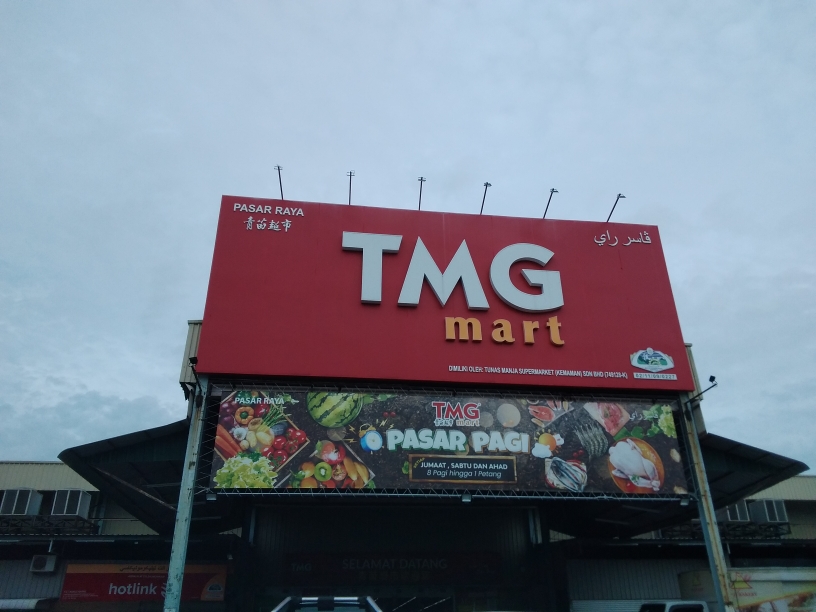 PASAR RAYA
青苗超市
ڤاسر راي
TMG
mart
DIMILIKI OLEH: TUNAS MANJA SUPERMARKET (KEMAMAN) SDN BHD (749128-K)
PASAR RAYA
TMG
mart
PASAR PAGI
JUMAAT , SABTU DAN AHAD
8 Pagi hingga 1 Petang
SELAMAT DATANG
hotlink